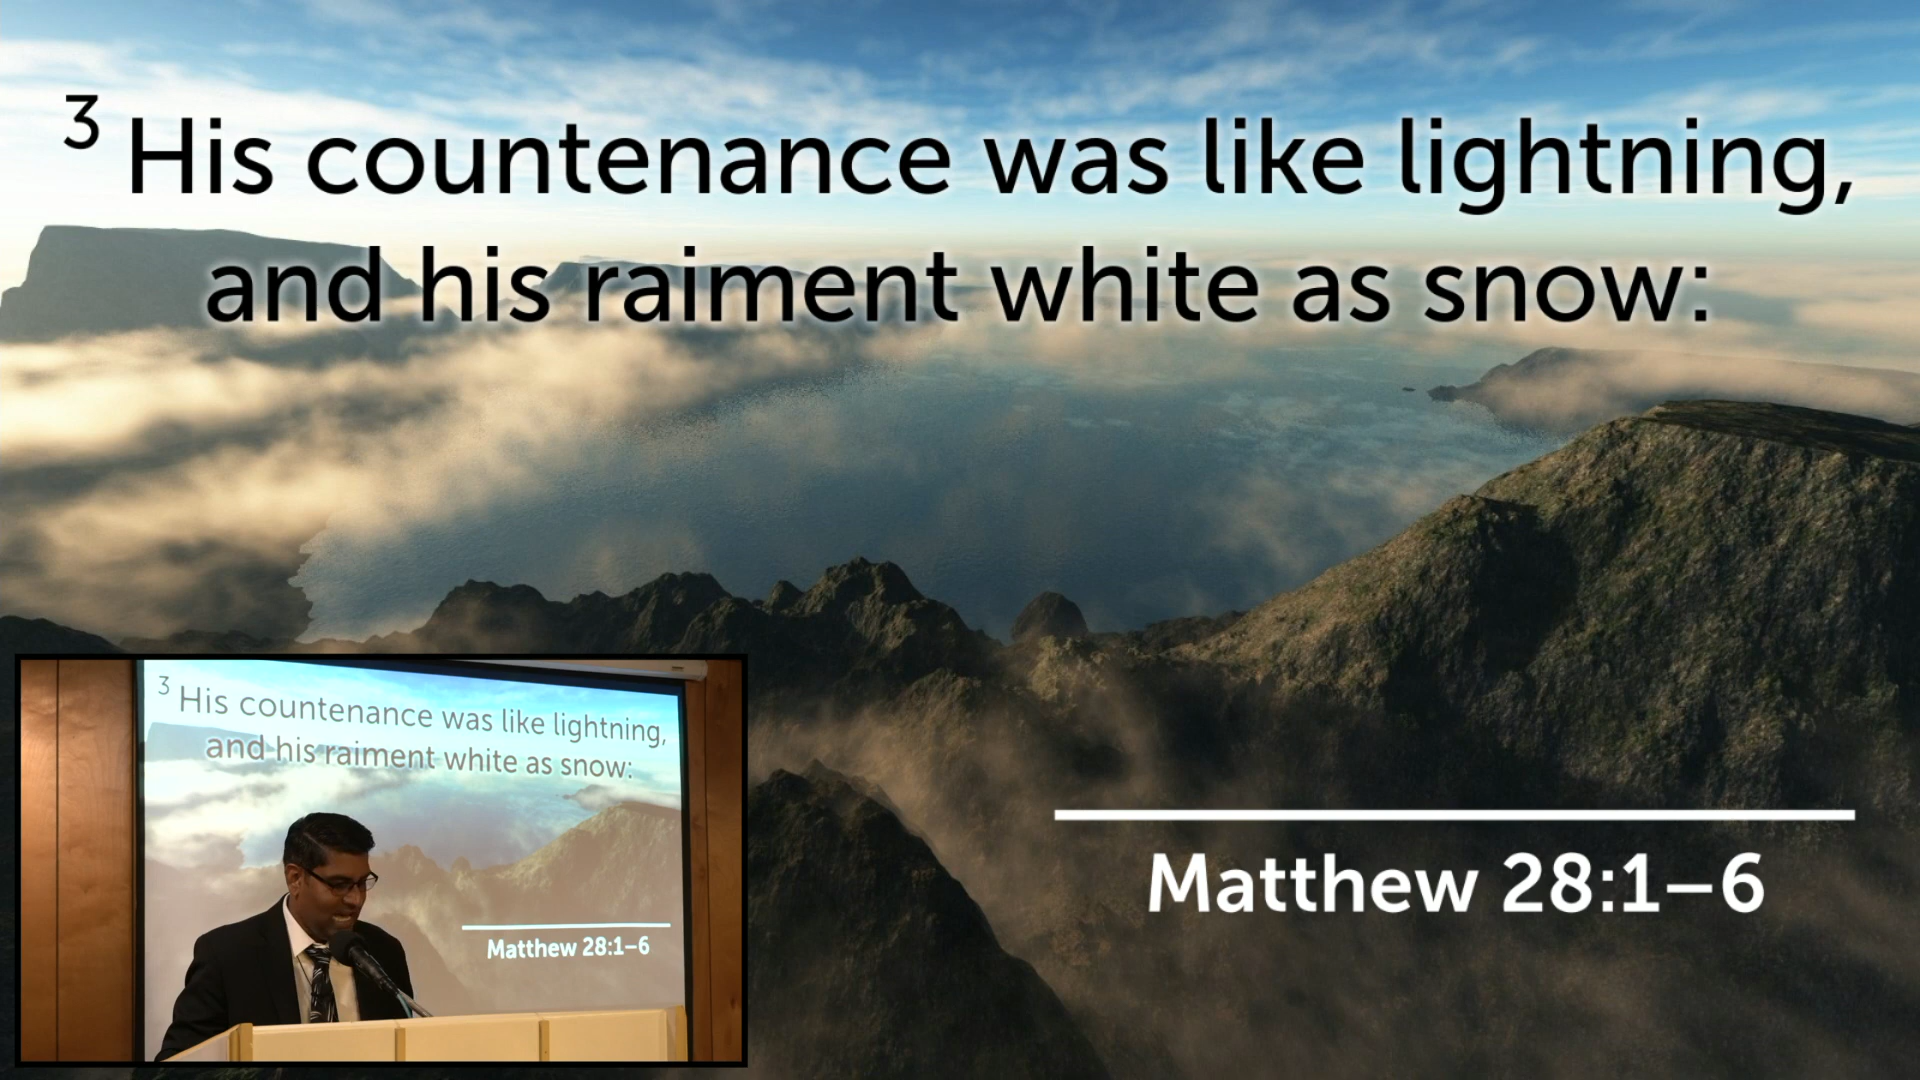 3 His countenance was like lightning,
and his raiment white as snow:
Matthew 28:1–6
3 His countenance was like lightning,
and his raiment white as snow:
Matthew 28:1–6